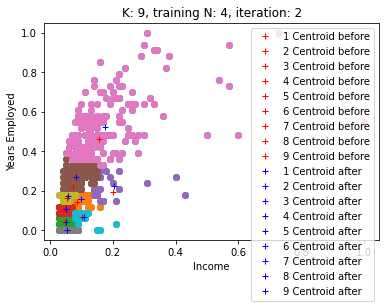 K: 9, training N: 4, iteration: 2
1.0
0.8
0.6
0.4
0.2
0.0
Years Employed
0.0
0.2
0.4
0.6
0.8
1.0
Income
1 Centroid before
2 Centroid before
3 Centroid before
4 Centroid before
5 Centroid before
6 Centroid before
7 Centroid before
8 Centroid before
9 Centroid before
1 Centroid after
2 Centroid after
3 Centroid after
4 Centroid after
5 Centroid after
6 Centroid after
7 Centroid after
8 Centroid after
9 Centroid after